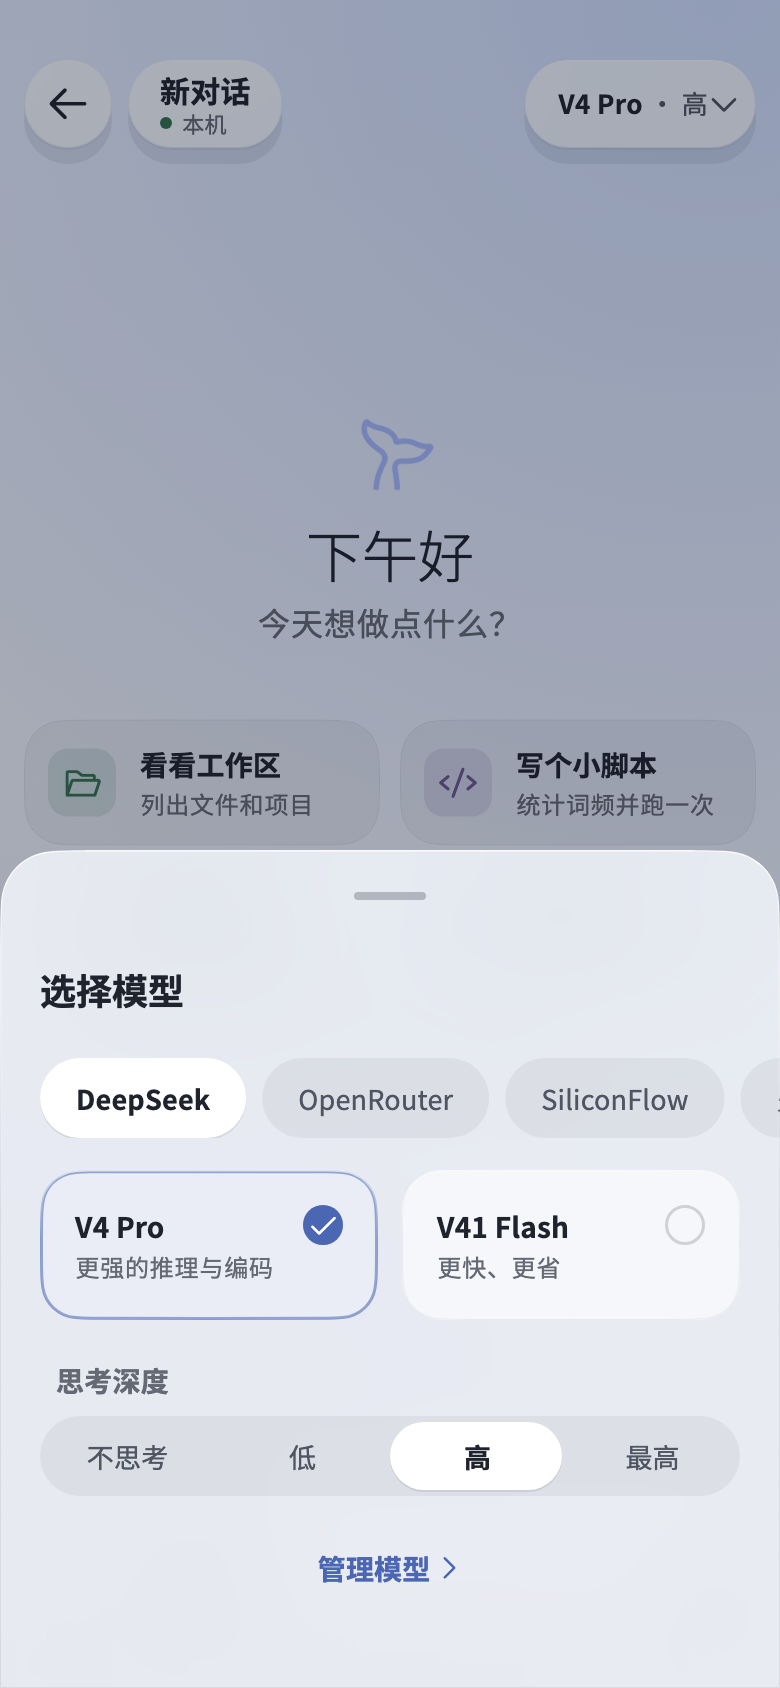 新对话
本机
V4 Pro · 高
下午好
今天想做点什么?
看看工作区
列出文件和项目
写个小脚本
统计词频并跑一次
选择模型
DeepSeek
OpenRouter
SiliconFlow
V4 Pro
更强的推理与编码
V41 Flash
更快、更省
思考深度
不思考
低
高
最高
管理模型